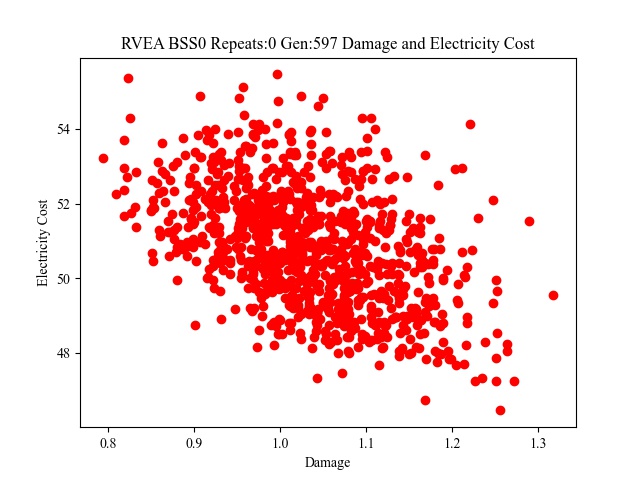 RVEA BSS0 Repeats:0 Gen:597 Damage and Electricity Cost
54
52
50
48
Electricity Cost
0.8 0.9 1.0 1.1 1.2 1.3
Damage